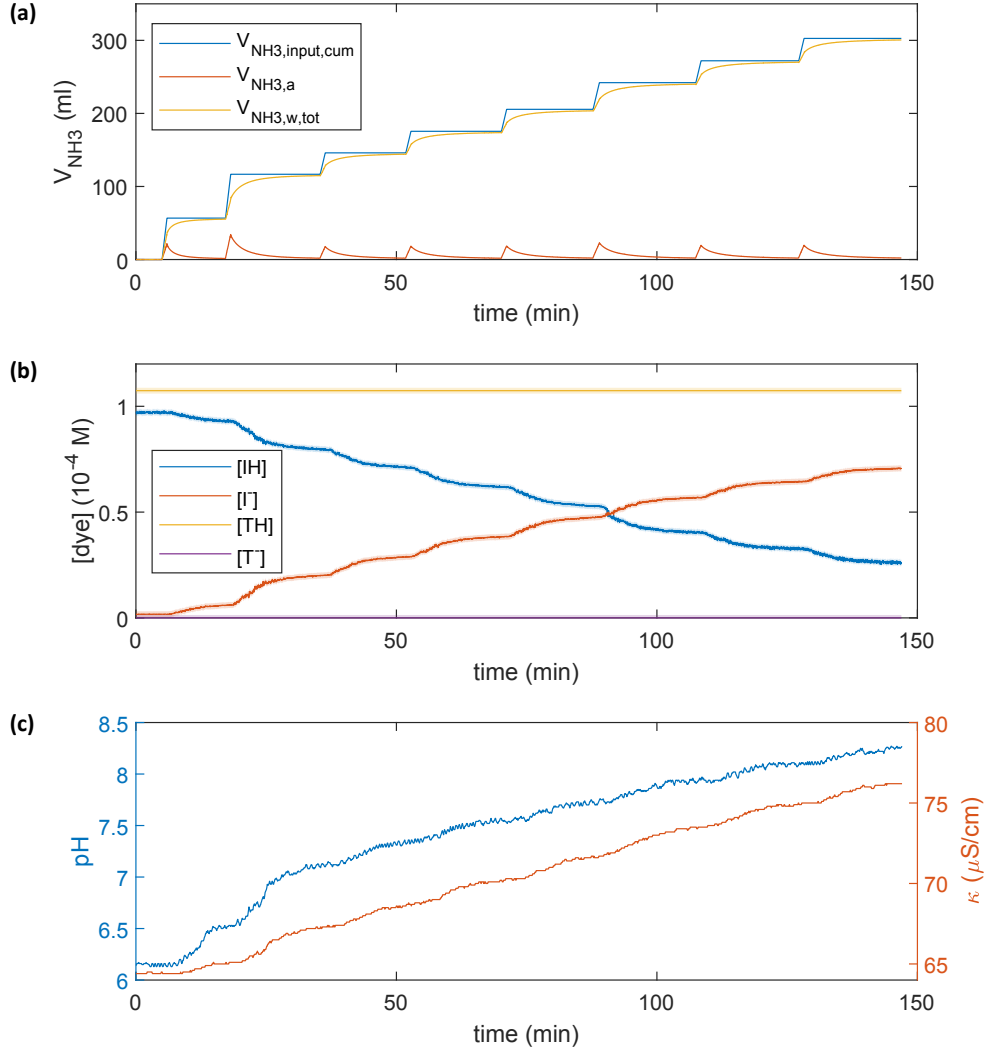 (a)
V_NH3 (ml)
300
200
100
0
V_NH3,input,cum
V_NH3,a
V_NH3,w,tot
0 50 100 150
time (min)
(b)
[dye] (10^-4 M)
1
0.5
0
[IH]
[I^-]
[TH]
[T^-]
0 50 100 150
time (min)
(c)
pH
8.5
8
7.5
7
6.5
6
80
75
70
65
κ ( μS/cm)
0 50 100 150
time (min)